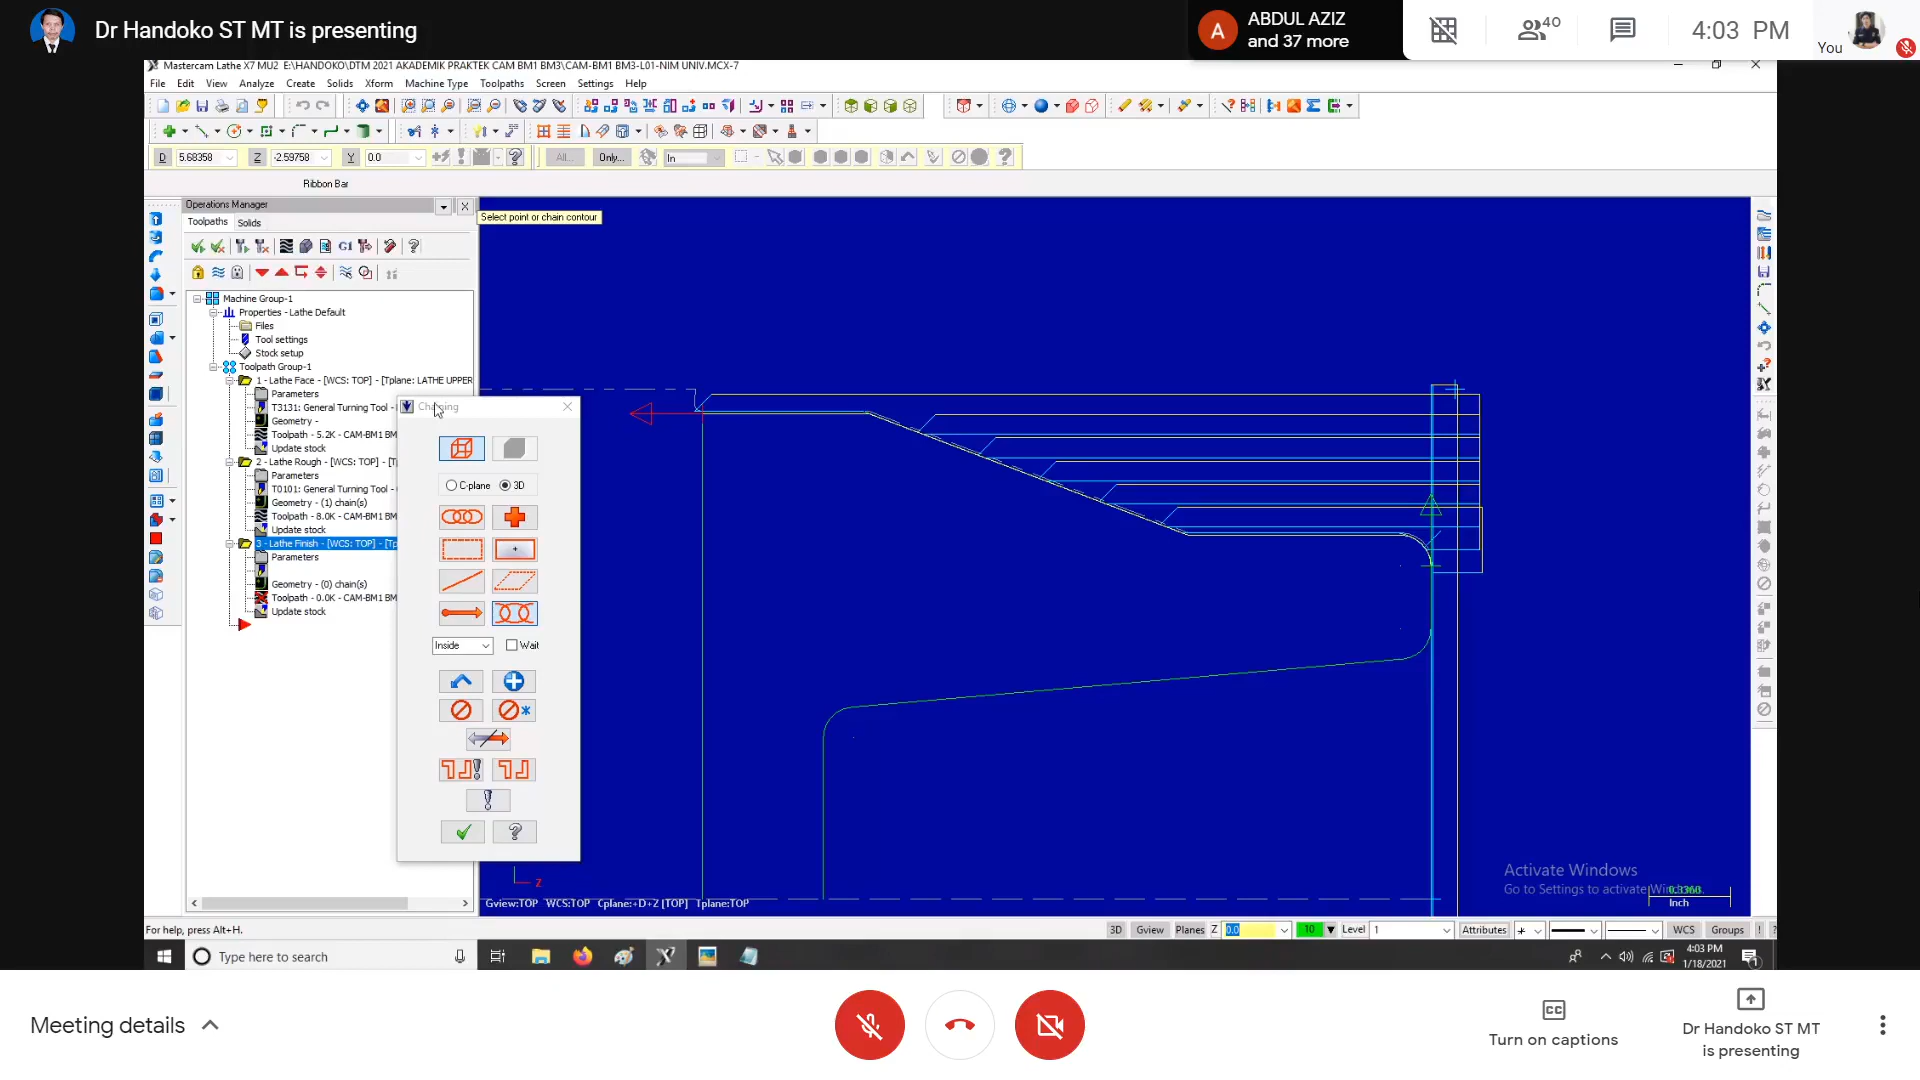 Dr Handoko ST MT is presenting
A
ABDUL AZIZ
and 37 more
40
4:03 PM
You
Mastercam Lathe X7 MU2 E:\HANDOKO\DTM 2021 AKADEMIK PRAKTEK CAM BM1 BM3\CAM-BM1 BM3-L01-NIM UNIV.MCX-7
File Edit View Analyze Create Solids Xform Machine Type Toolpaths Screen Settings Help
D 5.68358 Z -2.59758 Y 0.0 All... Only... In
Ribbon Bar
Operations Manager
Toolpaths Solids
Select point or chain contour
G1
Machine Group-1
Properties - Lathe Default
Files
Tool settings
Stock setup
Toolpath Group-1
1 - Lathe Face - [WCS: TOP] - [Tplane: LATHE UPPER
Parameters
T3131: General Turning Tool -
Geometry -
Toolpath - 5.2K - CAM-BM1 BM
Update stock
2 - Lathe Rough - [WCS: TOP] - [T
Parameters
T0101: General Turning Tool -
Geometry - (1) chain(s)
Toolpath - 8.0K - CAM-BM1 BM
Update stock
3 - Lathe Finish - [WCS: TOP] - [Tp
Parameters
Geometry - (0) chain(s)
Toolpath - 0.0K - CAM-BM1 BM
Update stock
Chaining
C-plane 3D
Inside Wait
Z
Gview:TOP WCS:TOP Cplane:+D+Z [TOP] Tplane:TOP
Activate Windows
Go to Settings to activate Windows.
0.3360
Inch
For help, press Alt+H.
3D Gview Planes Z 0.0 10 Level 1 Attributes WCS Groups ! ?
Type here to search
X7
4:03 PM
1/18/2021
1
Meeting details
CC
Turn on captions
Dr Handoko ST MT
is presenting